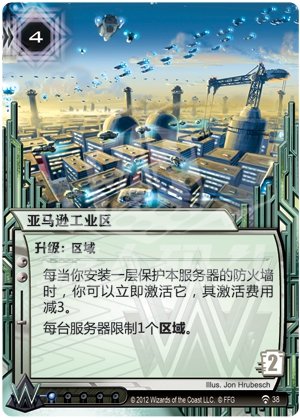 4
亚马逊工业区
升级: 区域
每当你安装一层保护本服务器的防火墙
时，你可以立即激活它，其激活费用
减3。
每台服务器限制1个区域。
2
Illus. Jon Hrubesch
© 2012 Wizards of the Coast LLC. © FFG
38